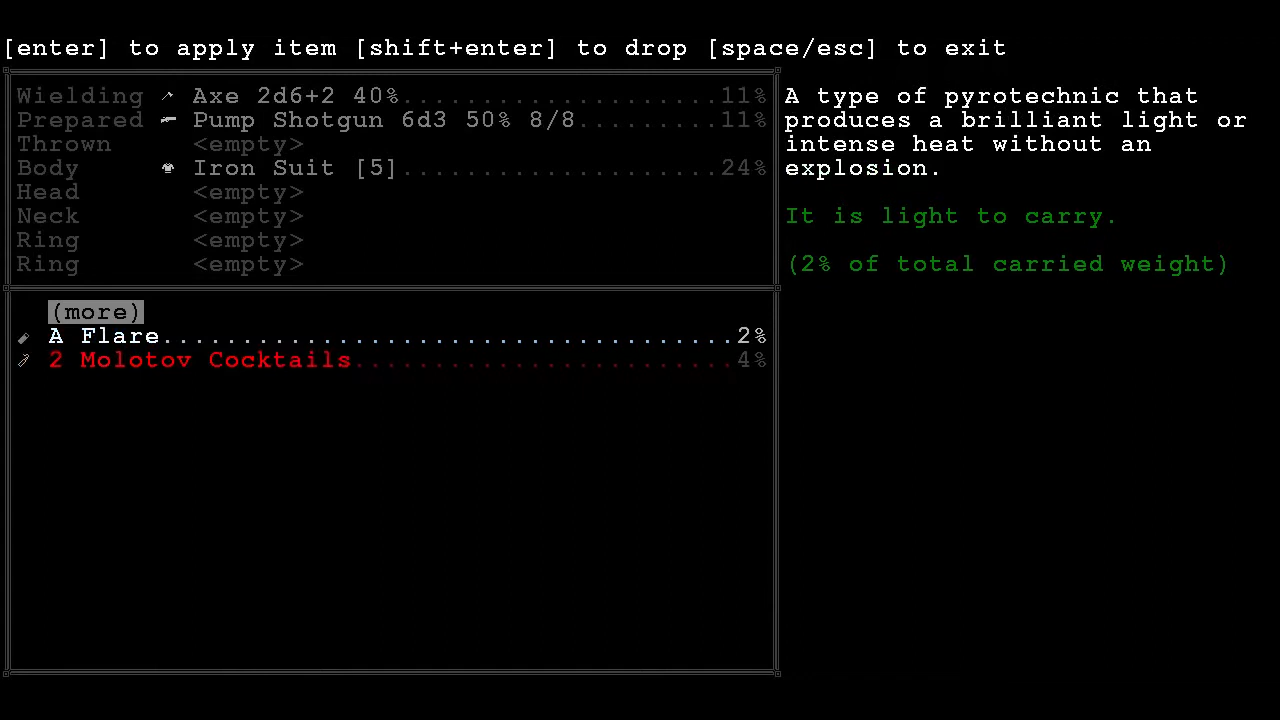 [enter] to apply item [shift+enter] to drop [space/esc] to exit
Wielding Axe 2d6+2 40%....................11%
Prepared Pump Shotgun 6d3 50% 8/8.........11%
Thrown <empty>
Body Iron Suit [5]....................24%
Head <empty>
Neck <empty>
Ring <empty>
Ring <empty>
(more)
A Flare....................................2%
2 Molotov Cocktails........................4%
A type of pyrotechnic that
produces a brilliant light or
intense heat without an
explosion.
It is light to carry.
(2% of total carried weight)